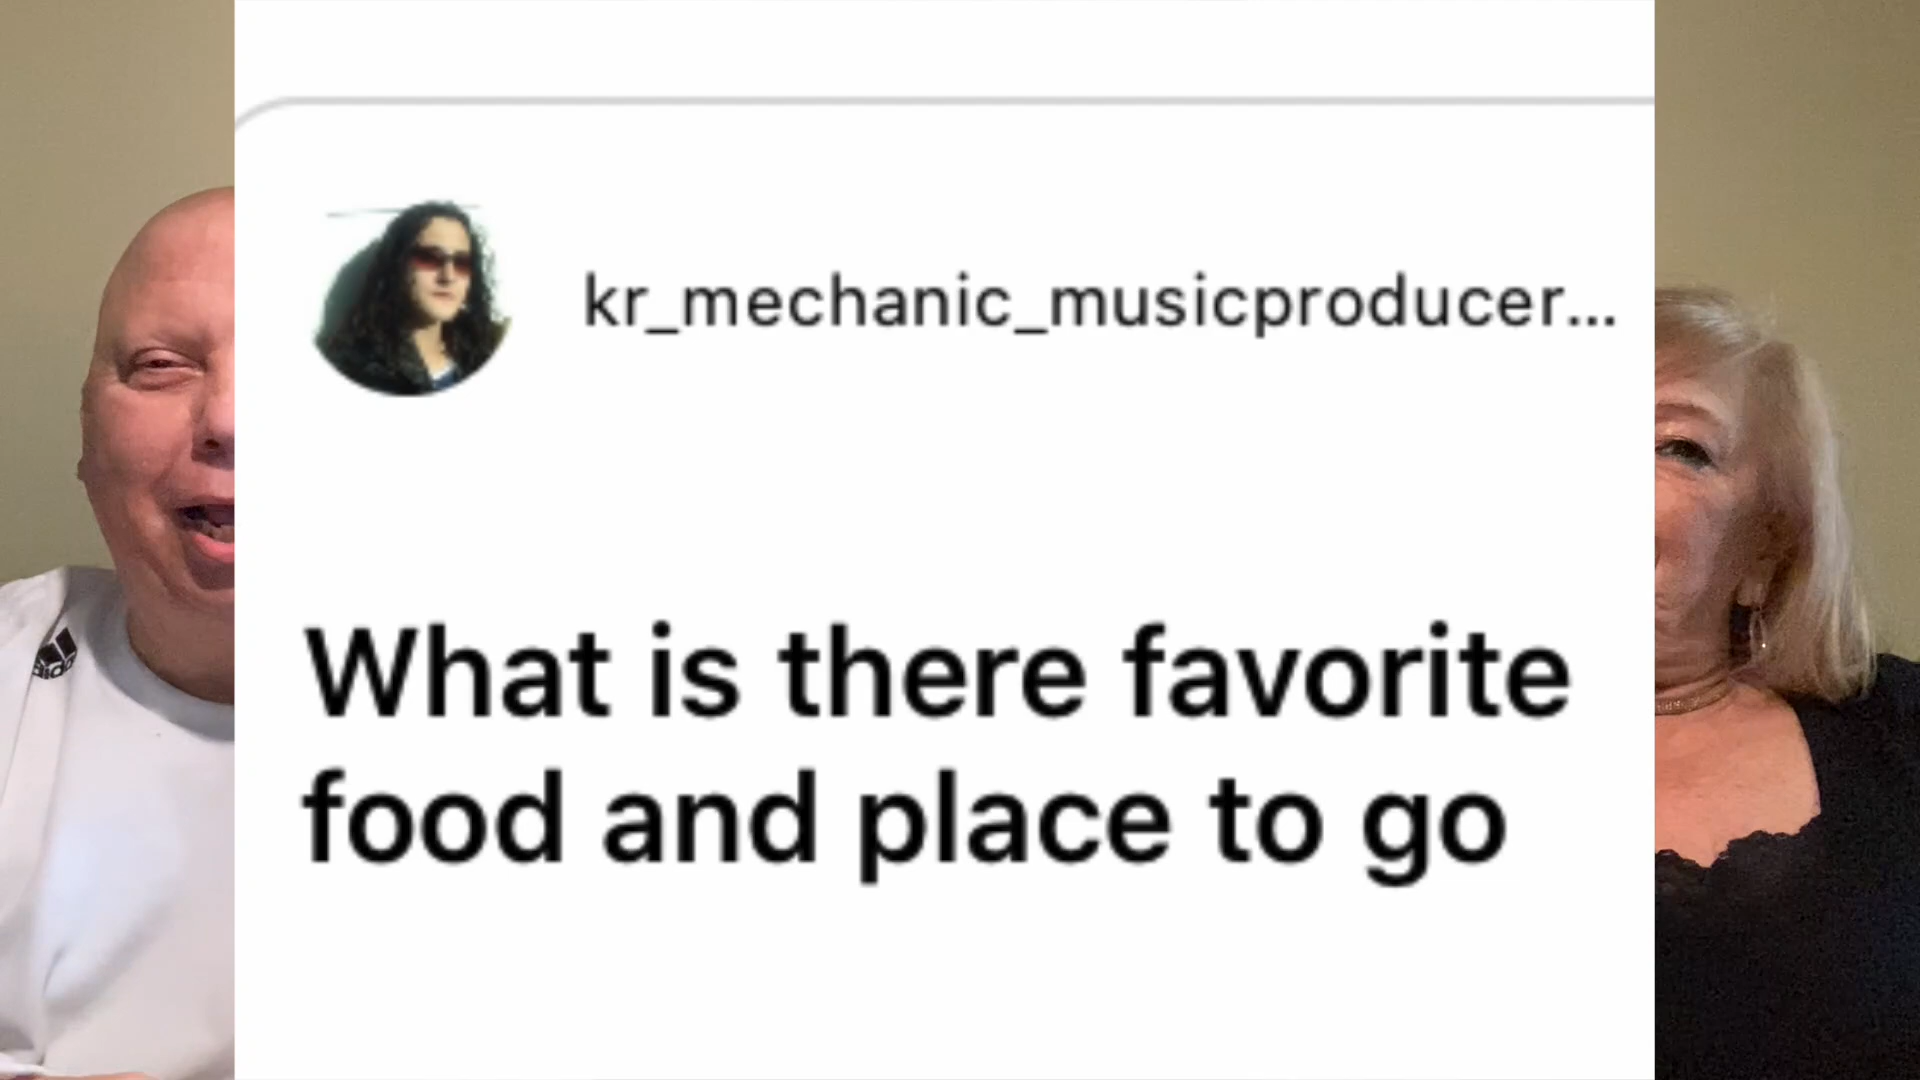 kr_mechanic_musicproducer...
What is there favorite
food and place to go